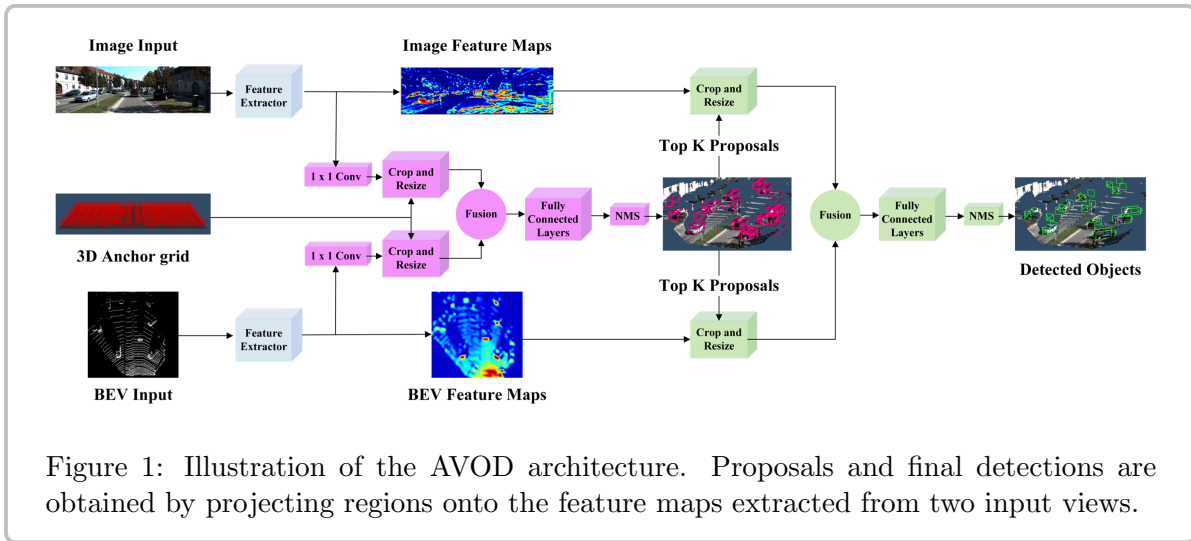 Image Input
Image Feature Maps
Feature
Extractor
Crop and
Resize
Top K Proposals
1 x 1 Conv
Crop and
Resize
3D Anchor grid
Fusion
Fully
Connected
Layers
NMS
Fusion
Fully
Connected
Layers
NMS
Detected Objects
1 x 1 Conv
Crop and
Resize
Top K Proposals
Feature
Extractor
Crop and
Resize
BEV Input
BEV Feature Maps
Figure 1: Illustration of the AVOD architecture. Proposals and final detections are
obtained by projecting regions onto the feature maps extracted from two input views.